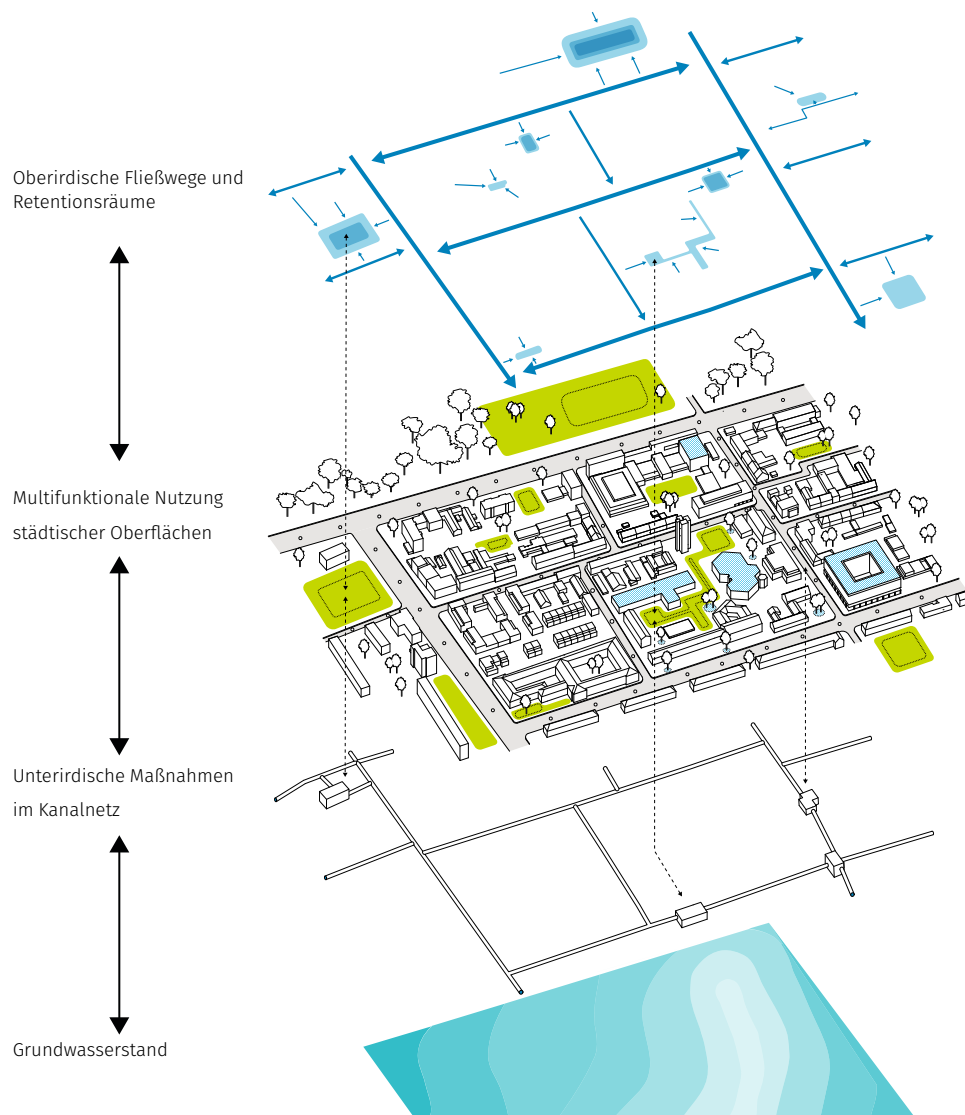 Oberirdische Fließwege und
Retentionsräume
Multifunktionale Nutzung
städtischer Oberflächen
Unterirdische Maßnahmen
im Kanalnetz
Grundwasserstand